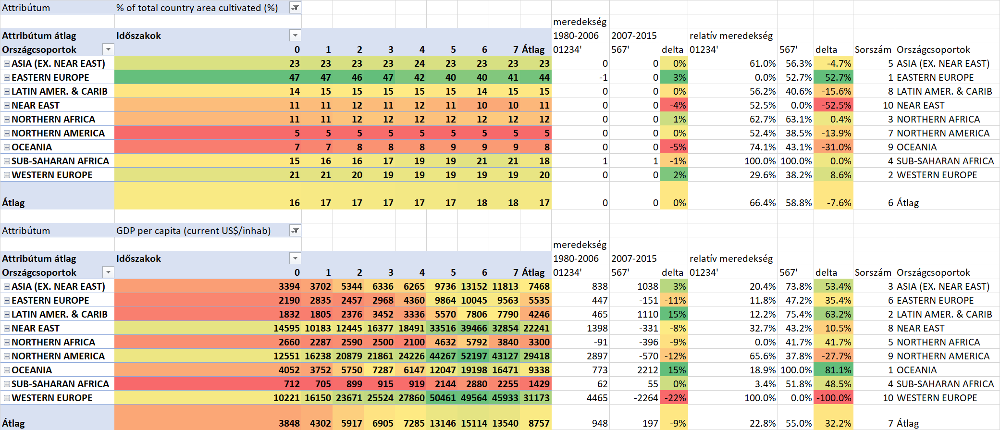 Attribútum % of total country area cultivated (%)
meredekség
Attribútum átlag Időszakok 1980-2006 2007-2015 relatív meredekség
Országcsoportok 0 1 2 3 4 5 6 7 Átlag 01234' 567' delta 01234' 567' delta Sorszám Országcsoportok
ASIA (EX. NEAR EAST) 23 23 23 23 24 23 23 23 23 0 0 0% 61.0% 56.3% -4.7% 5 ASIA (EX. NEAR EAST)
EASTERN EUROPE 47 47 46 47 42 40 40 41 44 -1 0 3% 0.0% 52.7% 52.7% 1 EASTERN EUROPE
LATIN AMER. & CARIB 14 15 15 15 15 15 14 15 15 0 0 0% 56.2% 40.6% -15.6% 8 LATIN AMER. & CARIB
NEAR EAST 11 11 12 11 12 11 10 10 11 0 0 -4% 52.5% 0.0% -52.5% 10 NEAR EAST
NORTHERN AFRICA 11 11 12 12 12 12 12 12 12 0 0 1% 62.7% 63.1% 0.4% 3 NORTHERN AFRICA
NORTHERN AMERICA 5 5 5 5 5 5 5 5 5 0 0 0% 52.4% 38.5% -13.9% 7 NORTHERN AMERICA
OCEANIA 7 7 8 8 8 9 9 9 8 0 0 -5% 74.1% 43.1% -31.0% 9 OCEANIA
SUB-SAHARAN AFRICA 15 16 16 17 19 19 21 21 18 1 1 -1% 100.0% 100.0% 0.0% 4 SUB-SAHARAN AFRICA
WESTERN EUROPE 21 21 20 19 19 19 19 19 20 0 0 2% 29.6% 38.2% 8.6% 2 WESTERN EUROPE
Átlag 16 17 17 17 17 17 18 18 17 0 0 0% 66.4% 58.8% -7.6% 6 Átlag
Attribútum GDP per capita (current US$/inhab)
meredekség
Attribútum átlag Időszakok 1980-2006 2007-2015 relatív meredekség
Országcsoportok 0 1 2 3 4 5 6 7 Átlag 01234' 567' delta 01234' 567' delta Sorszám Országcsoportok
ASIA (EX. NEAR EAST) 3394 3702 5344 6336 6265 9736 13152 11813 7468 838 1038 3% 20.4% 73.8% 53.4% 3 ASIA (EX. NEAR EAST)
EASTERN EUROPE 2190 2835 2457 2968 4360 9864 10045 9563 5535 447 -151 -11% 11.8% 47.2% 35.4% 6 EASTERN EUROPE
LATIN AMER. & CARIB 1832 1805 2376 3452 3336 5570 7806 7790 4246 465 1110 15% 12.2% 75.4% 63.2% 2 LATIN AMER. & CARIB
NEAR EAST 14595 10183 12445 16377 18491 33516 39466 32854 22241 1398 -331 -8% 32.7% 43.2% 10.5% 8 NEAR EAST
NORTHERN AFRICA 2660 2287 2590 2500 2100 4632 5792 3840 3300 -91 -396 -9% 0.0% 41.7% 41.7% 5 NORTHERN AFRICA
NORTHERN AMERICA 12551 16238 20879 21861 24226 44267 52197 43127 29418 2897 -570 -12% 65.6% 37.8% -27.7% 9 NORTHERN AMERICA
OCEANIA 4052 3752 5750 7287 6147 12047 19198 16471 9338 773 2212 15% 18.9% 100.0% 81.1% 1 OCEANIA
SUB-SAHARAN AFRICA 712 705 899 915 919 2144 2880 2255 1429 62 55 0% 3.4% 51.8% 48.5% 4 SUB-SAHARAN AFRICA
WESTERN EUROPE 10221 16150 23671 25524 27860 50461 49564 45933 31173 4465 -2264 -22% 100.0% 0.0% -100.0% 10 WESTERN EUROPE
Átlag 3848 4302 5917 6905 7285 13146 15114 13540 8757 948 197 -9% 22.8% 55.0% 32.2% 7 Átlag